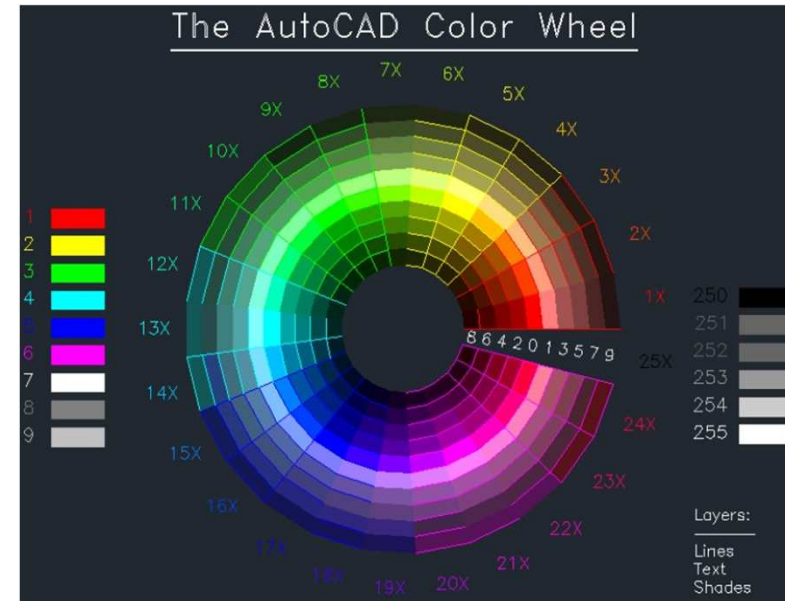 The AutoCAD Color Wheel
7X
6X
8X
5X
9X
4X
10X
3X
11X
2X
12X
1X
13X
25X
14X
24X
15X
23X
16X
22X
17X
21X
18X
20X
19X
8 6 4 2 0 1 3 5 7 9
1
2
3
4
5
6
7
8
9
250
251
252
253
254
255
Layers:
Lines
Text
Shades